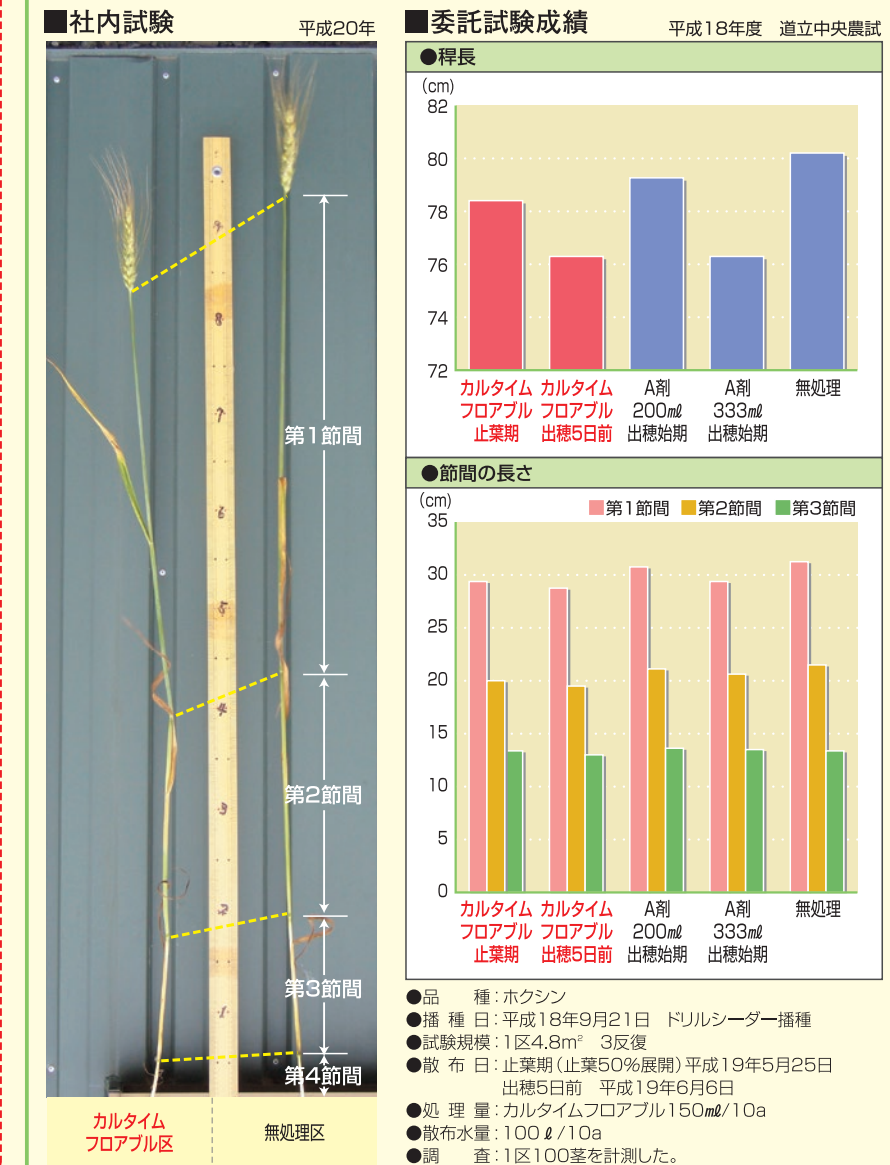 ■社内試験 平成20年
第1節間
第2節間
第3節間
第4節間
9
8
7
6
5
4
3
2
1
カルタイム
フロアブル区
無処理区
■委託試験成績 平成18年度 道立中央農試
●稈長
(cm)
82
80
78
76
74
72
カルタイム
フロアブル
止葉期
カルタイム
フロアブル
出穂5日前
A剤
200㎖
出穂始期
A剤
333㎖
出穂始期
無処理
●節間の長さ
(cm)
■第1節間 ■第2節間 ■第3節間
35
30
25
20
15
10
5
0
カルタイム
フロアブル
止葉期
カルタイム
フロアブル
出穂5日前
A剤
200㎖
出穂始期
A剤
333㎖
出穂始期
無処理
●品 種：ホクシン
●播 種 日：平成18年9月21日 ドリルシーダー播種
●試験規模：1区4.8m² 3反復
●散 布 日：止葉期（止葉50%展開）平成19年5月25日
出穂5日前 平成19年6月6日
●処 理 量：カルタイムフロアブル150㎖/10a
●散布水量：100ℓ/10a
●調 査：1区100茎を計測した。